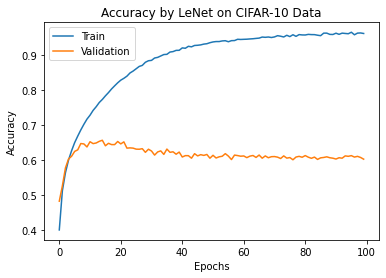 Accuracy by LeNet on CIFAR-10 Data
Train
Validation
Accuracy
0.9
0.8
0.7
0.6
0.5
0.4
0 20 40 60 80 100
Epochs